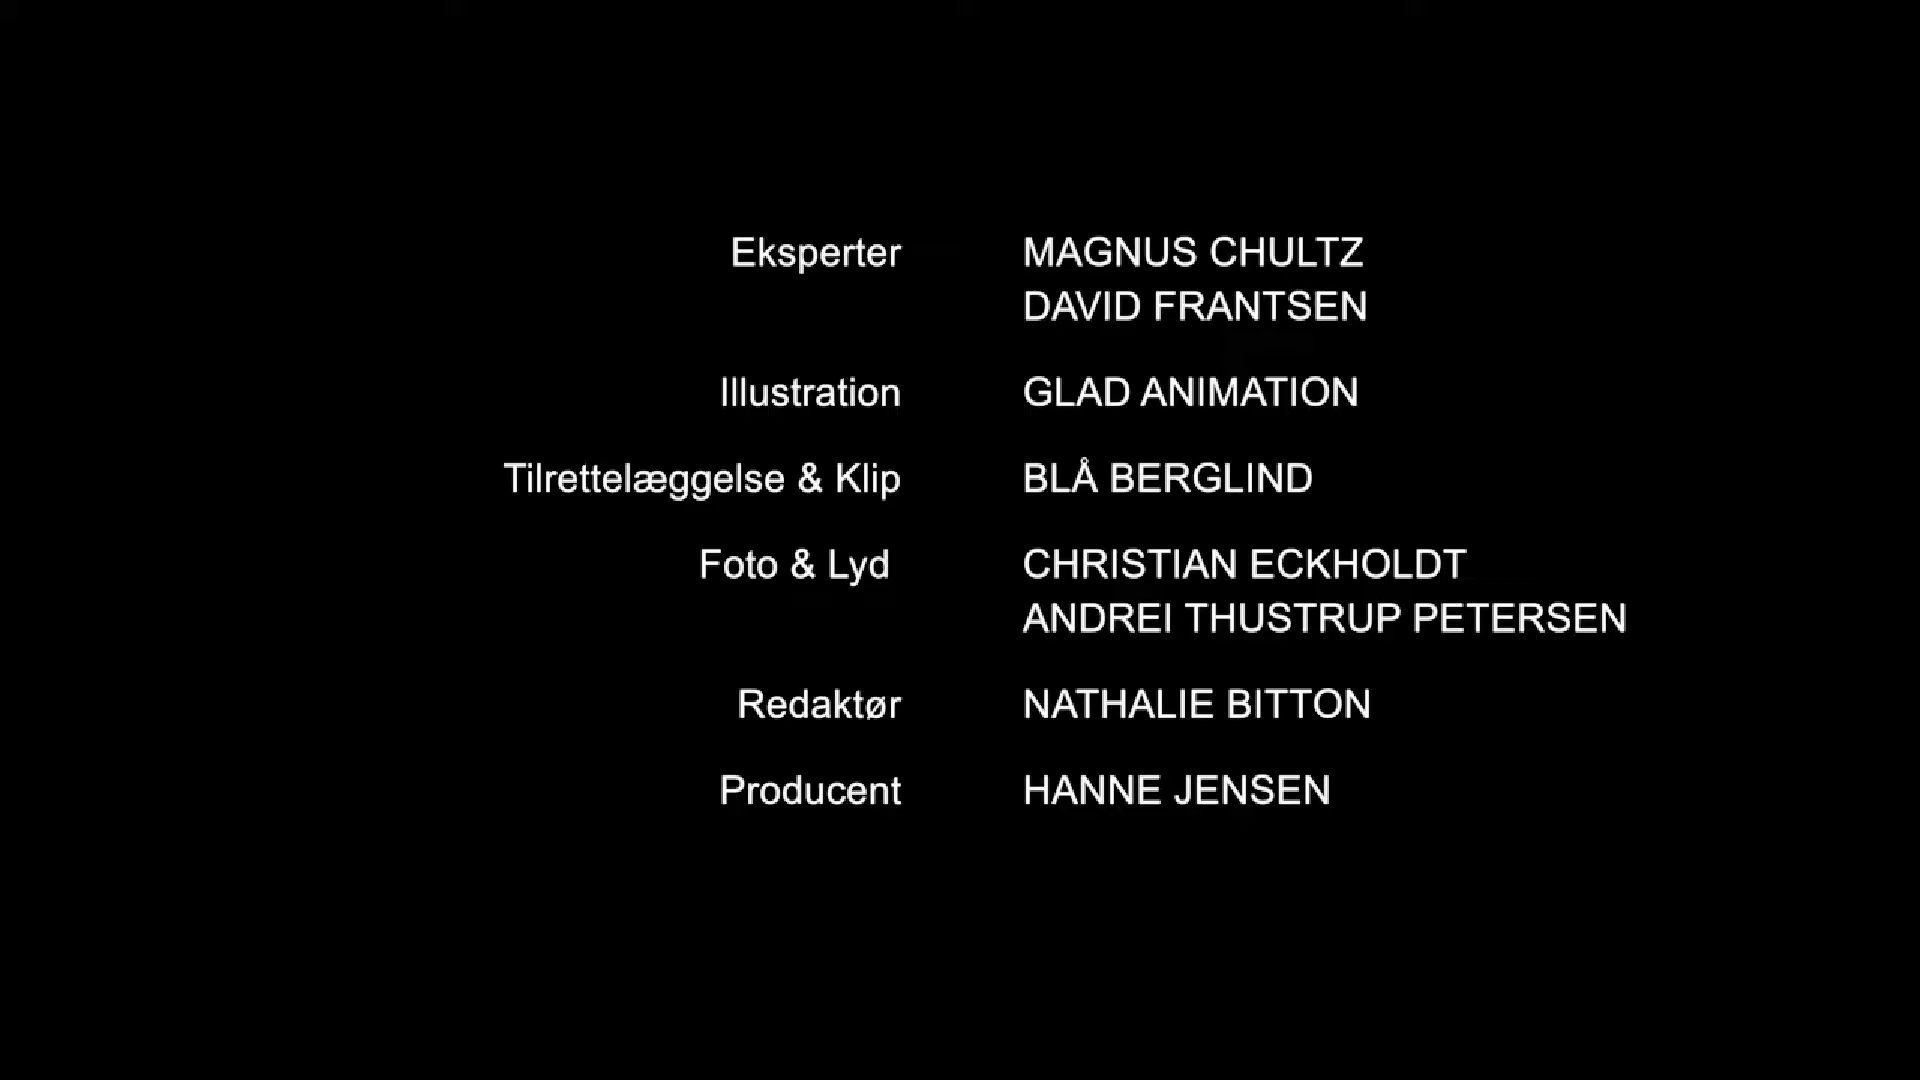 Eksperter MAGNUS CHULTZ
DAVID FRANTSEN
Illustration GLAD ANIMATION
Tilrettelæggelse & Klip BLÅ BERGLIND
Foto & Lyd CHRISTIAN ECKHOLDT
ANDREI THUSTRUP PETERSEN
Redaktør NATHALIE BITTON
Producent HANNE JENSEN